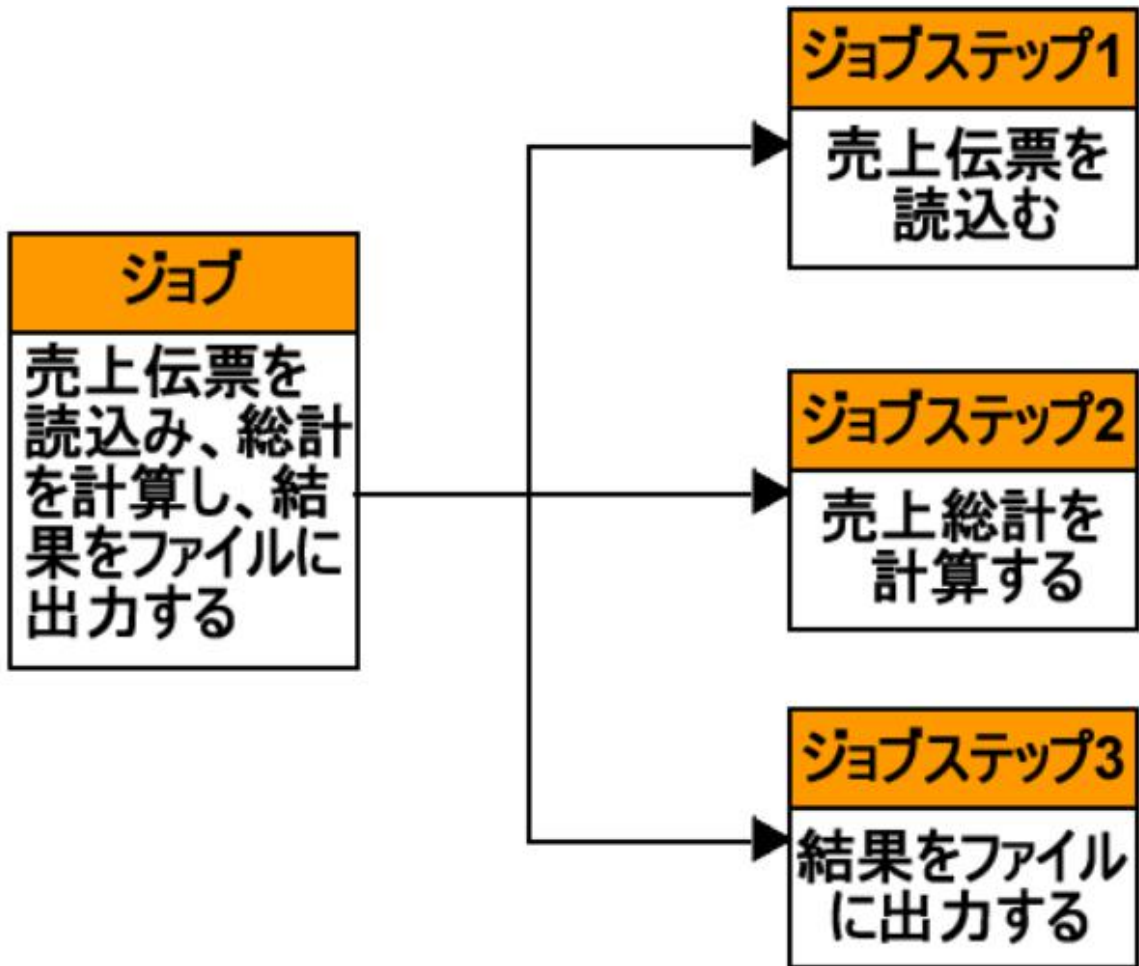 ジョブ
売上伝票を
読込み、総計
を計算し、結
果をファイルに
出力する
ジョブステップ1
売上伝票を
読込む
ジョブステップ2
売上総計を
計算する
ジョブステップ3
結果をファイル
に出力する